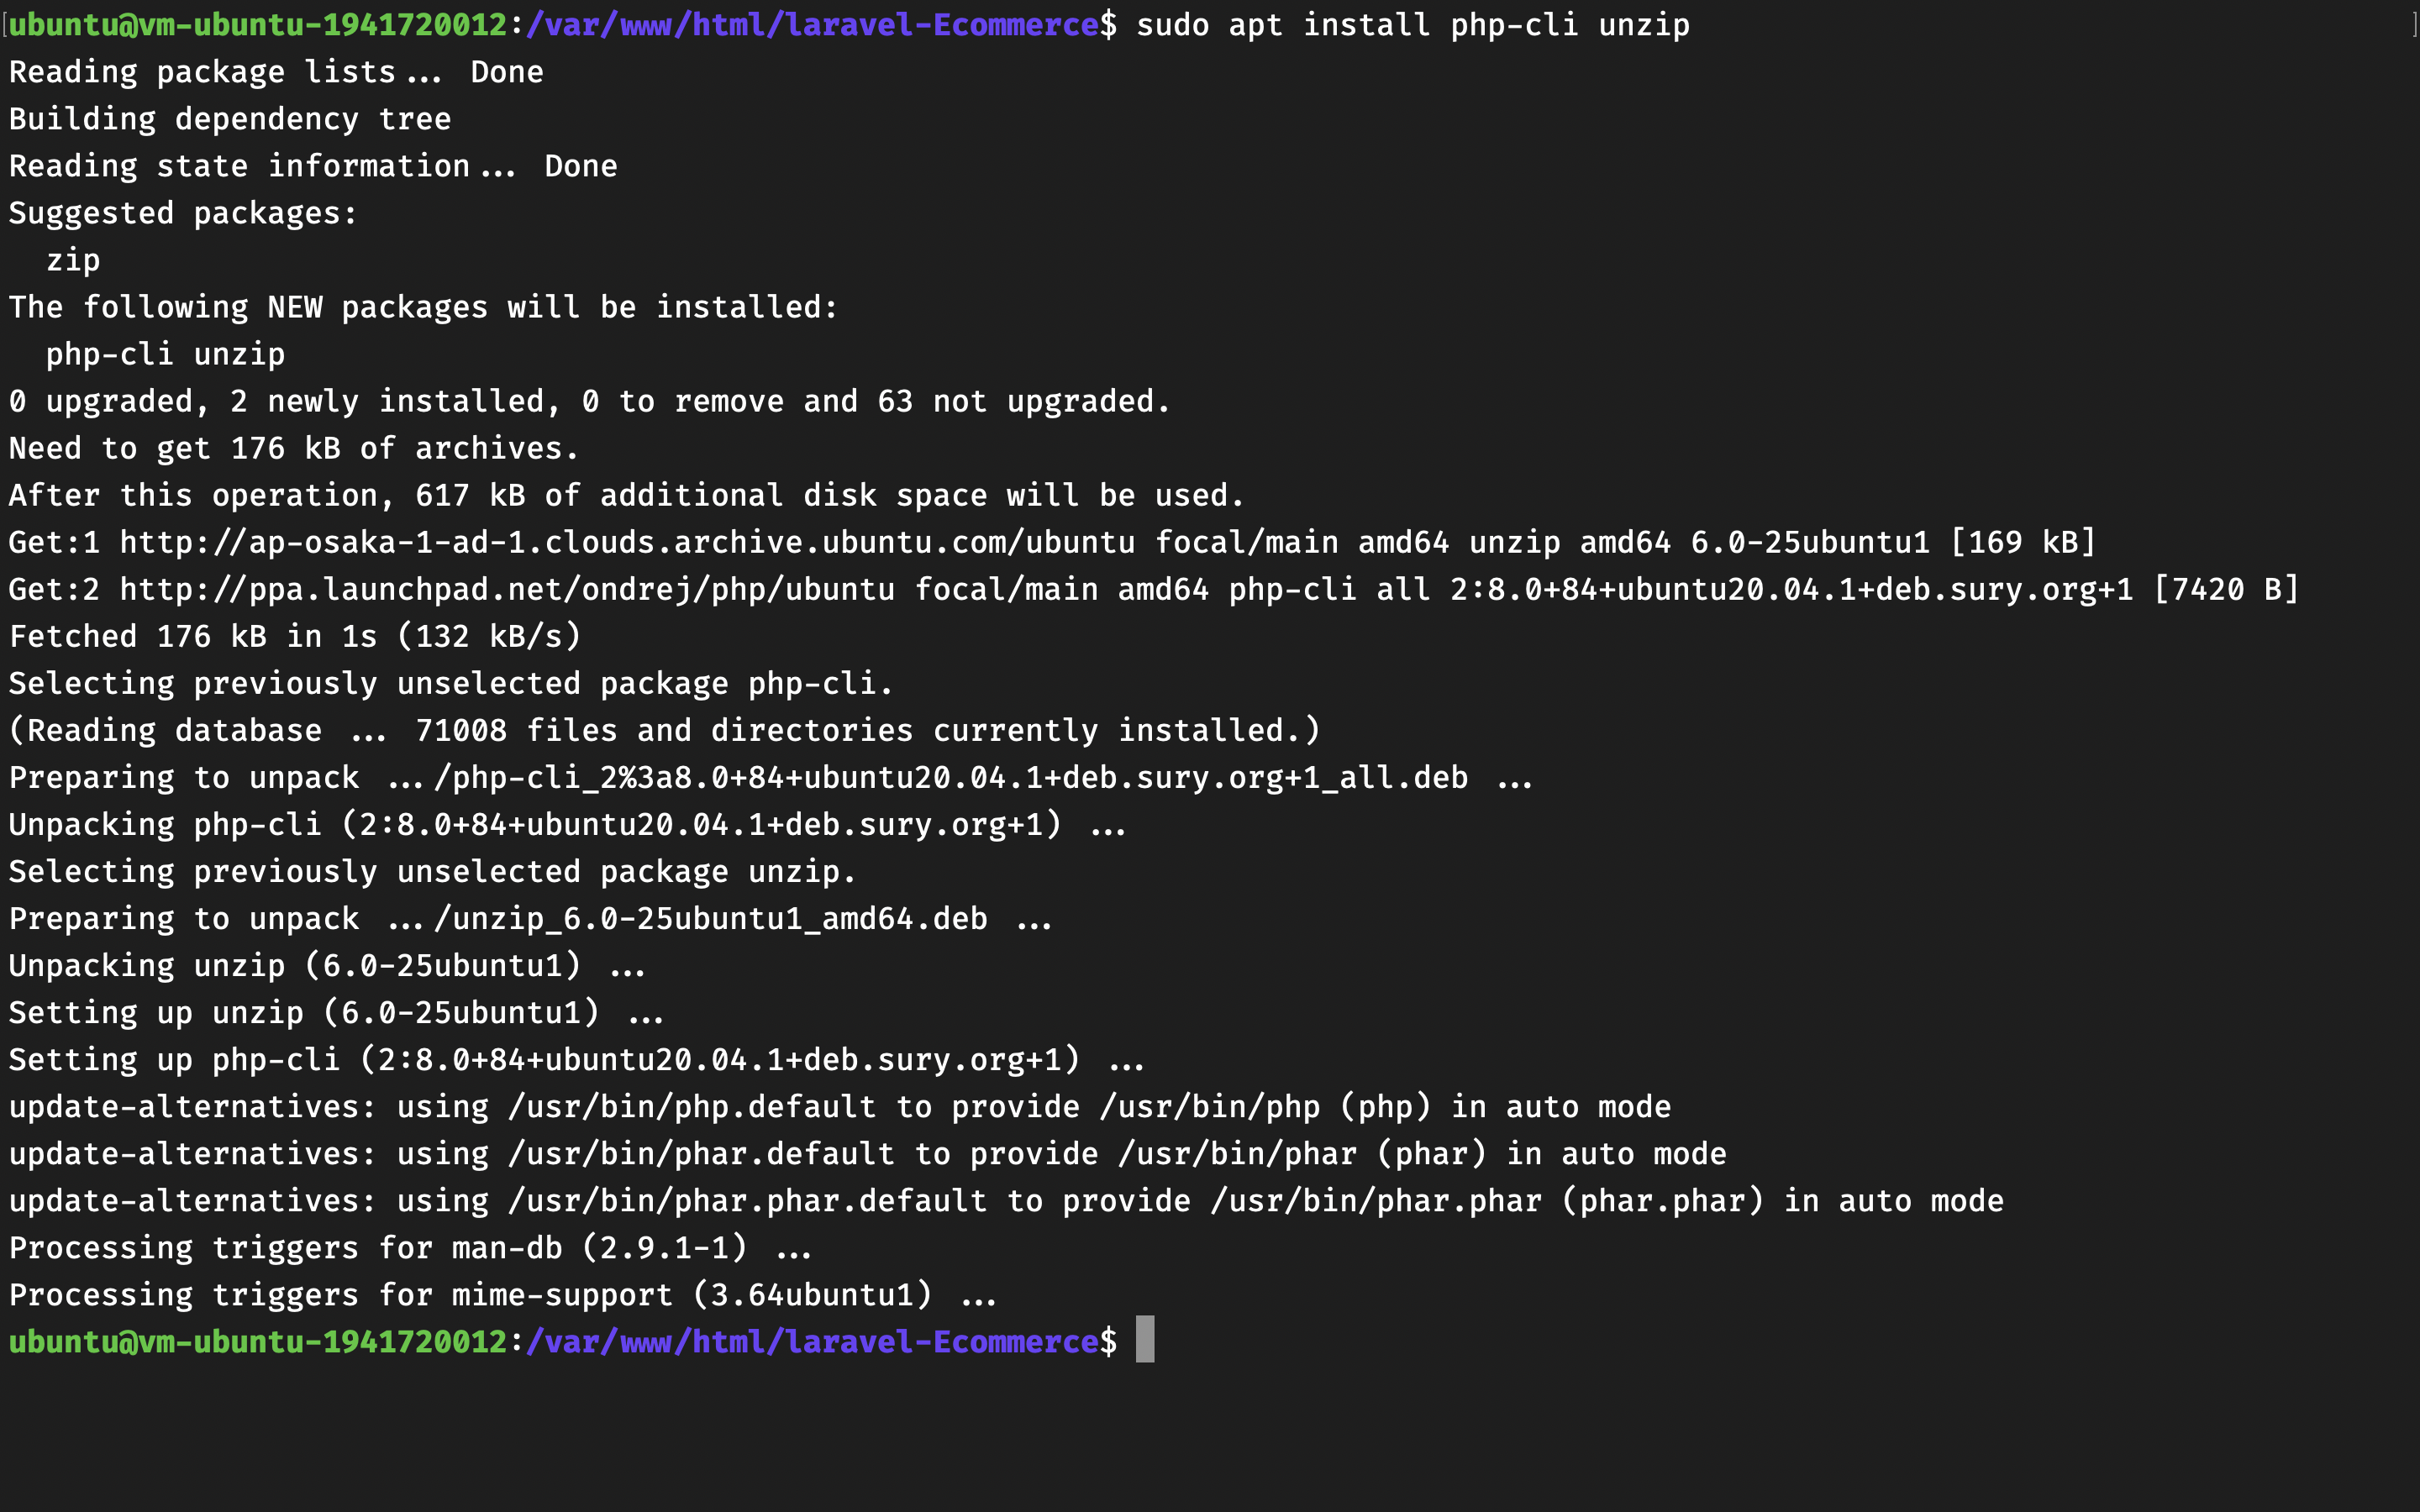 [ubuntu@vm-ubuntu-1941720012:/var/www/html/laravel-Ecommerce$ sudo apt install php-cli unzip ]
Reading package lists... Done
Building dependency tree
Reading state information... Done
Suggested packages:
  zip
The following NEW packages will be installed:
  php-cli unzip
0 upgraded, 2 newly installed, 0 to remove and 63 not upgraded.
Need to get 176 kB of archives.
After this operation, 617 kB of additional disk space will be used.
Get:1 http://ap-osaka-1-ad-1.clouds.archive.ubuntu.com/ubuntu focal/main amd64 unzip amd64 6.0-25ubuntu1 [169 kB]
Get:2 http://ppa.launchpad.net/ondrej/php/ubuntu focal/main amd64 php-cli all 2:8.0+84+ubuntu20.04.1+deb.sury.org+1 [7420 B]
Fetched 176 kB in 1s (132 kB/s)
Selecting previously unselected package php-cli.
(Reading database ... 71008 files and directories currently installed.)
Preparing to unpack .../php-cli_2%3a8.0+84+ubuntu20.04.1+deb.sury.org+1_all.deb ...
Unpacking php-cli (2:8.0+84+ubuntu20.04.1+deb.sury.org+1) ...
Selecting previously unselected package unzip.
Preparing to unpack .../unzip_6.0-25ubuntu1_amd64.deb ...
Unpacking unzip (6.0-25ubuntu1) ...
Setting up unzip (6.0-25ubuntu1) ...
Setting up php-cli (2:8.0+84+ubuntu20.04.1+deb.sury.org+1) ...
update-alternatives: using /usr/bin/php.default to provide /usr/bin/php (php) in auto mode
update-alternatives: using /usr/bin/phar.default to provide /usr/bin/phar (phar) in auto mode
update-alternatives: using /usr/bin/phar.phar.default to provide /usr/bin/phar.phar (phar.phar) in auto mode
Processing triggers for man-db (2.9.1-1) ...
Processing triggers for mime-support (3.64ubuntu1) ...
ubuntu@vm-ubuntu-1941720012:/var/www/html/laravel-Ecommerce$